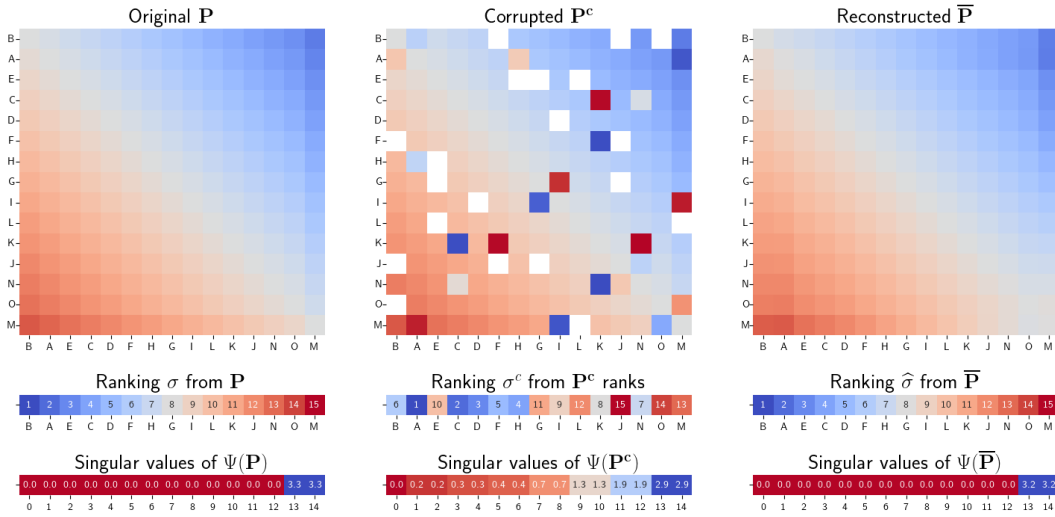 Original P
B
A
E
C
D
F
H
G
I
L
K
J
N
O
M
B A E C D F H G I L K J N O M
Corrupted Pᶜ
B
A
E
C
D
F
H
G
I
L
K
J
N
O
M
B A E C D F H G I L K J N O M
Reconstructed P̅
B
A
E
C
D
F
H
G
I
L
K
J
N
O
M
B A E C D F H G I L K J N O M
Ranking σ from P
1 2 3 4 5 6 7 8 9 10 11 12 13 14 15
B A E C D F H G I L K J N O M
Ranking σᶜ from Pᶜ ranks
6 1 10 2 3 5 4 11 9 12 8 15 7 14 13
B A E C D F H G I L K J N O M
Ranking σ̂ from P̅
1 2 3 4 5 6 7 8 9 10 11 12 13 14 15
B A E C D F H G I L K J N O M
Singular values of Ψ(P)
0.0 0.0 0.0 0.0 0.0 0.0 0.0 0.0 0.0 0.0 0.0 0.0 0.0 3.3 3.3
0 1 2 3 4 5 6 7 8 9 10 11 12 13 14
Singular values of Ψ(Pᶜ)
0.0 0.2 0.2 0.3 0.3 0.4 0.4 0.7 0.7 1.3 1.3 1.9 1.9 2.9 2.9
0 1 2 3 4 5 6 7 8 9 10 11 12 13 14
Singular values of Ψ(P̅)
0.0 0.0 0.0 0.0 0.0 0.0 0.0 0.0 0.0 0.0 0.0 0.0 0.0 3.2 3.2
0 1 2 3 4 5 6 7 8 9 10 11 12 13 14